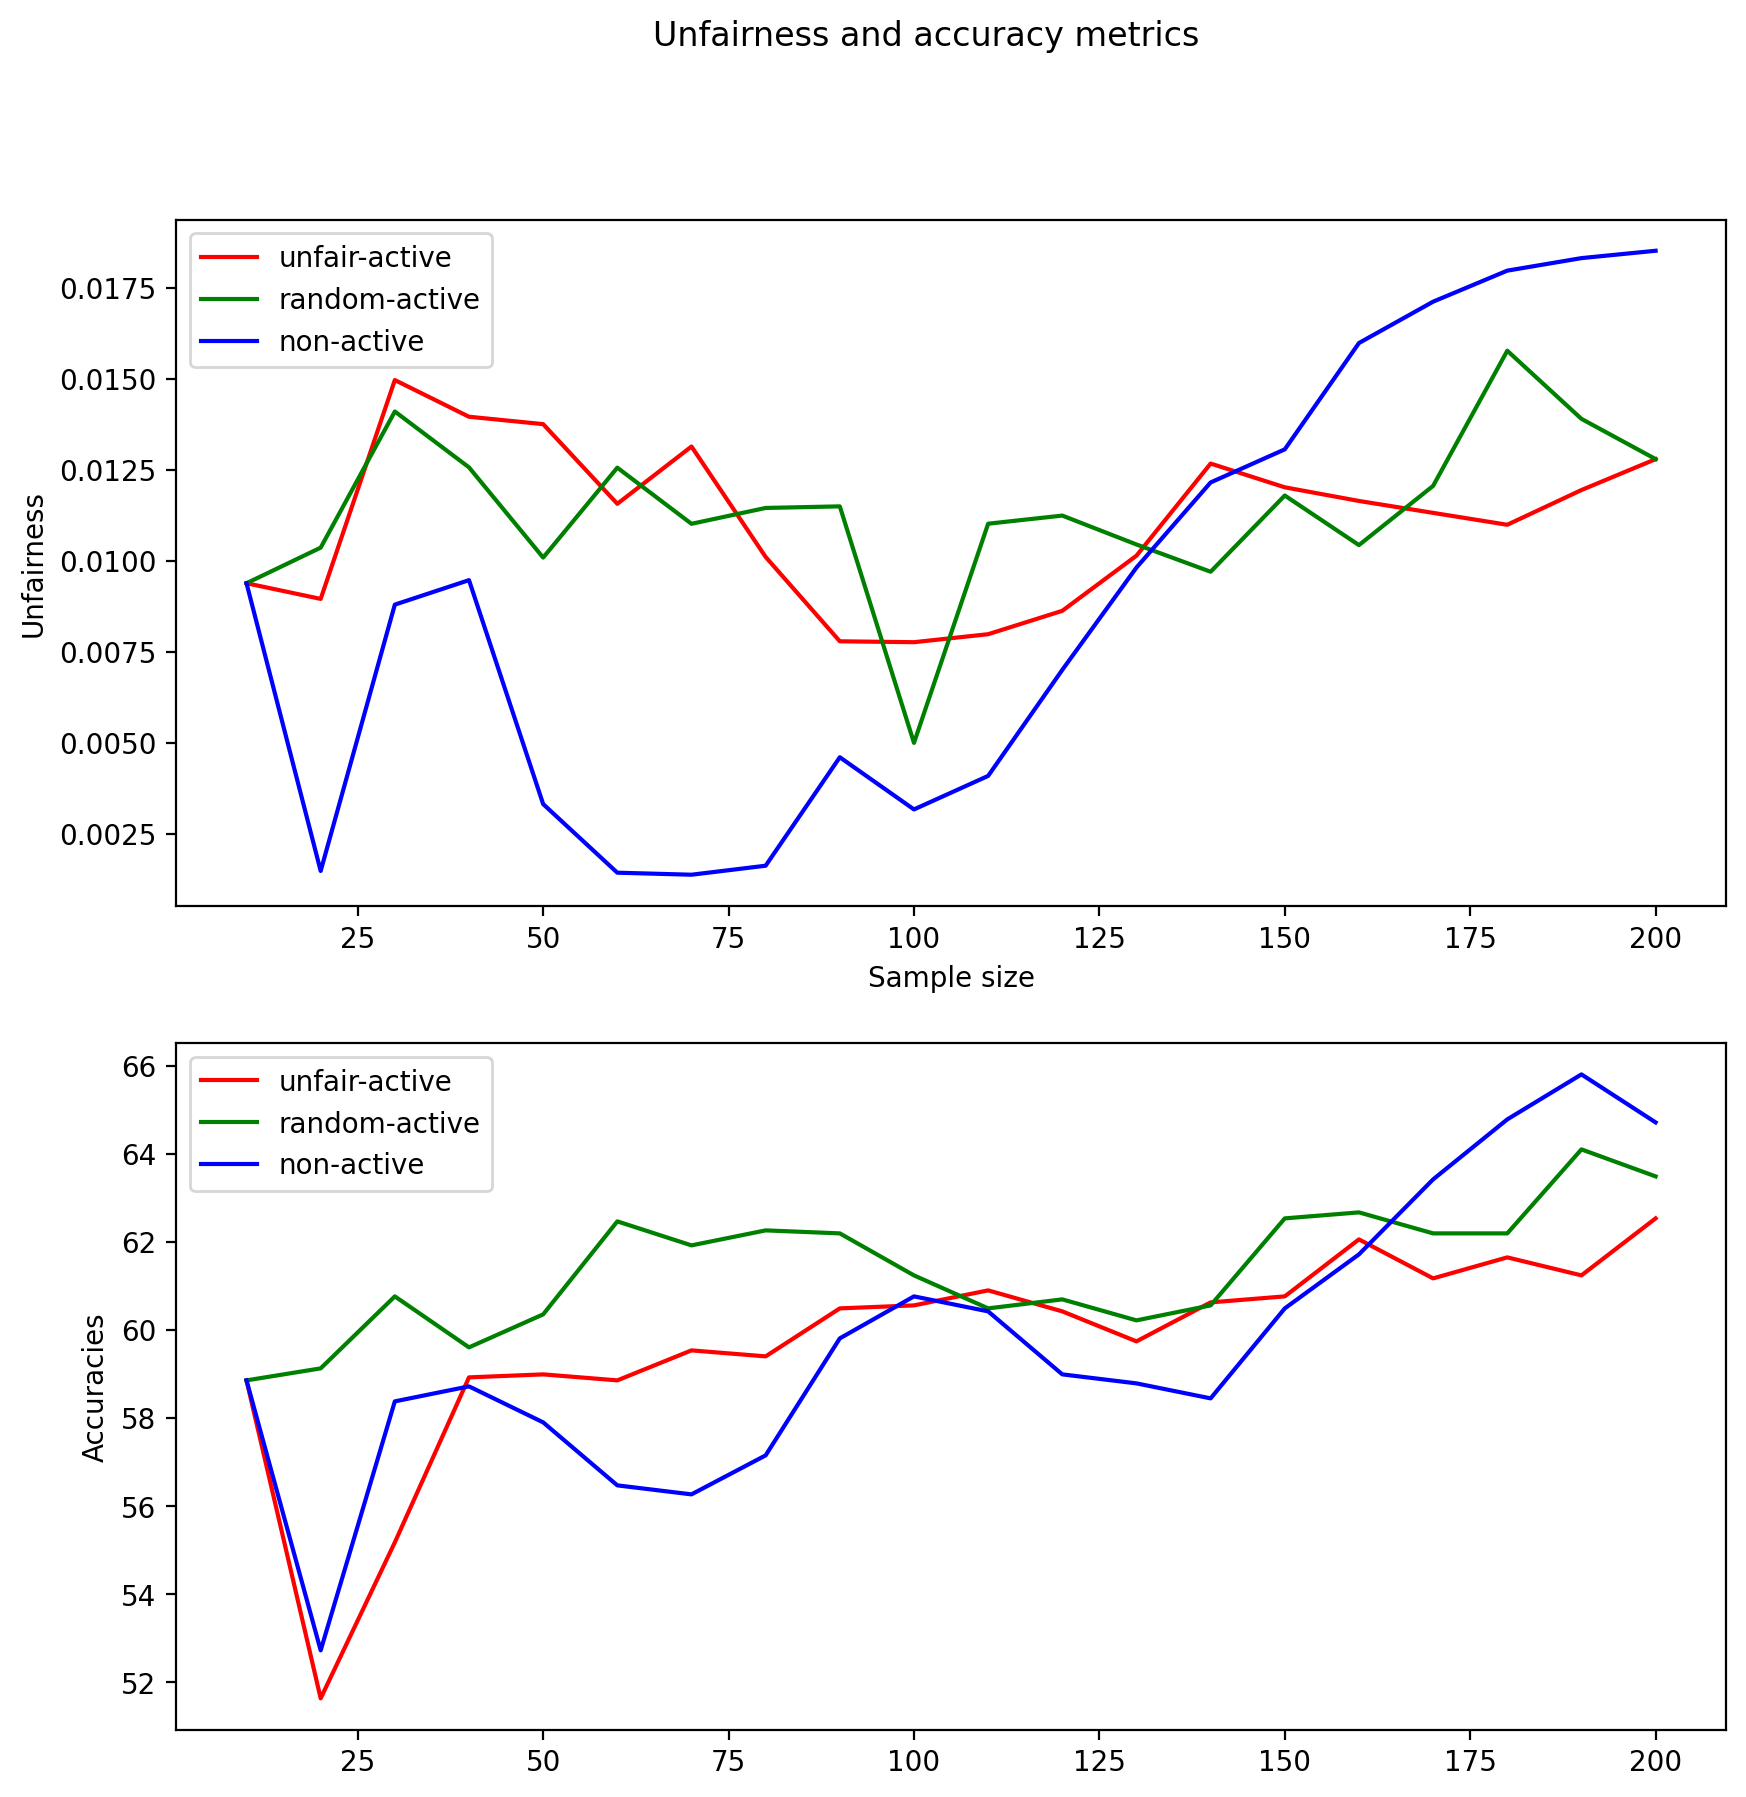 Unfairness and accuracy metrics
unfair-active
random-active
non-active
0.0175
0.0150
0.0125
0.0100
0.0075
0.0050
0.0025
Unfairness
25 50 75 100 125 150 175 200
Sample size
unfair-active
random-active
non-active
66
64
62
60
58
56
54
52
Accuracies
25 50 75 100 125 150 175 200